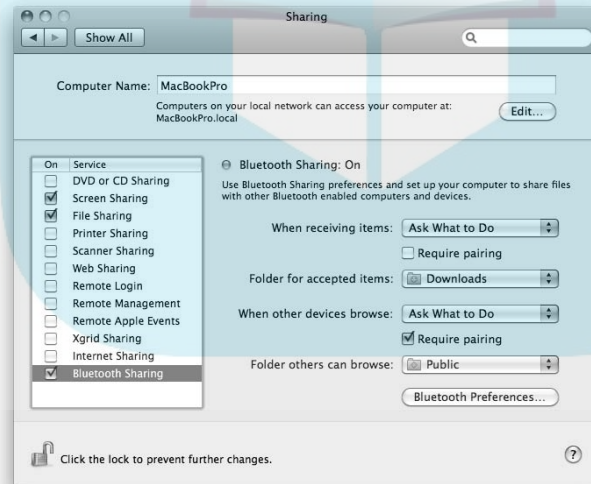 Sharing
Show All
Computer Name: MacBookPro
Computers on your local network can access your computer at:
MacBookPro.local
Edit...
On Service
DVD or CD Sharing
Screen Sharing
File Sharing
Printer Sharing
Scanner Sharing
Web Sharing
Remote Login
Remote Management
Remote Apple Events
Xgrid Sharing
Internet Sharing
Bluetooth Sharing
Bluetooth Sharing: On
Use Bluetooth Sharing preferences and set up your computer to share files
with other Bluetooth enabled computers and devices.
When receiving items: Ask What to Do
Require pairing
Folder for accepted items: Downloads
When other devices browse: Ask What to Do
Require pairing
Folder others can browse: Public
Bluetooth Preferences...
Click the lock to prevent further changes.
?